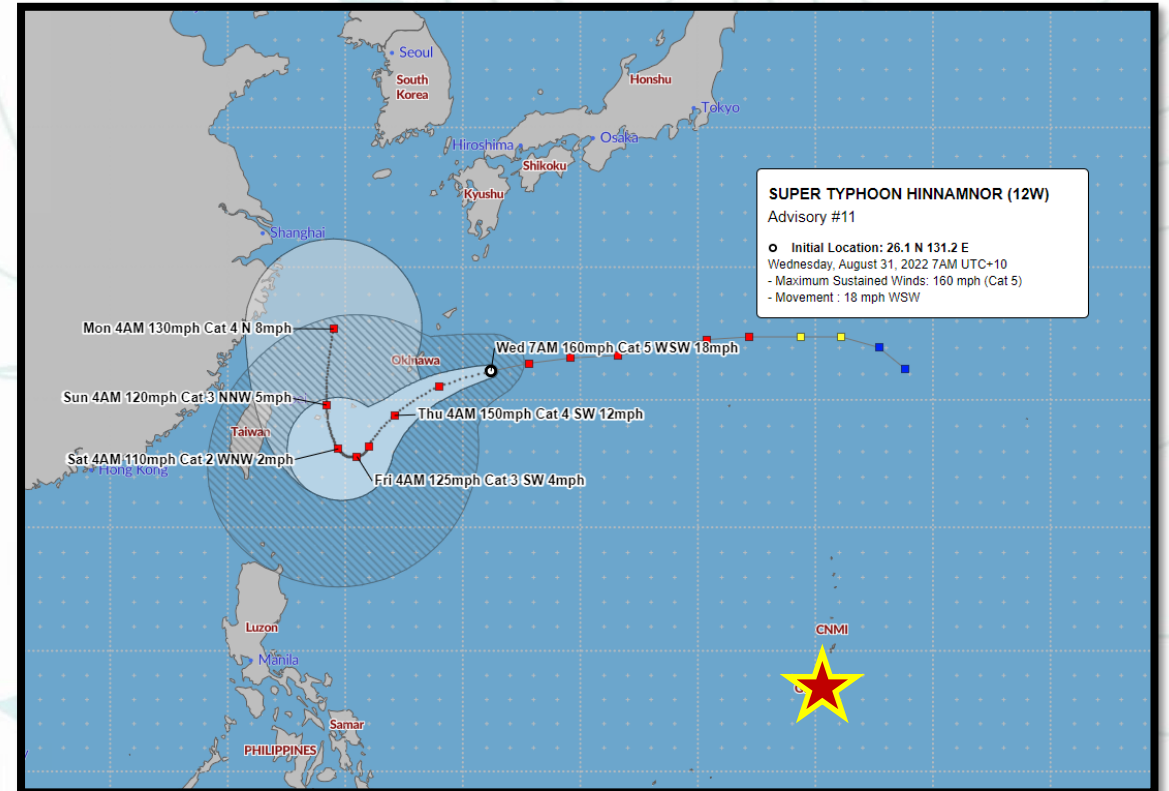 Seoul
South
Korea
Honshu
Tokyo
Osaka
Hiroshima
Shikoku
Kyushu
Shanghai
SUPER TYPHOON HINNAMNOR (12W)
Advisory #11
Initial Location: 26.1 N 131.2 E
Wednesday, August 31, 2022 7AM UTC+10
- Maximum Sustained Winds: 160 mph (Cat 5)
- Movement : 18 mph WSW
Mon 4AM 130mph Cat 4 N 8mph
Wed 7AM 160mph Cat 5 WSW 18mph
Okinawa
Sun 4AM 120mph Cat 3 NNW 5mph
Thu 4AM 150mph Cat 4 SW 12mph
Taiwan
Sat 4AM 110mph Cat 2 WNW 2mph
Hong Kong
Fri 4AM 125mph Cat 3 SW 4mph
Luzon
CNMI
Manila
Samar
PHILIPPINES